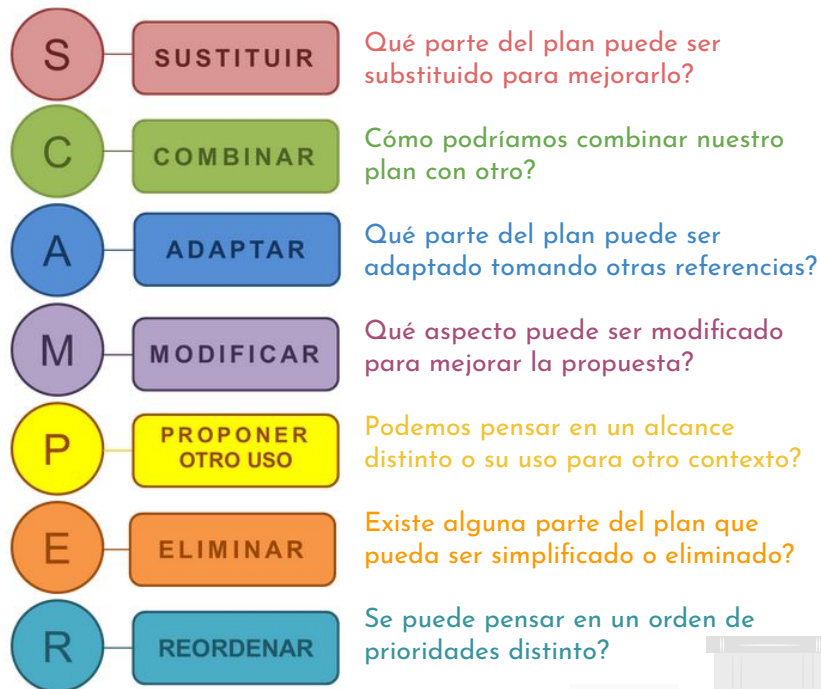 S
SUSTITUIR
Qué parte del plan puede ser
substituido para mejorarlo?
C
COMBINAR
Cómo podríamos combinar nuestro
plan con otro?
A
ADAPTAR
Qué parte del plan puede ser
adaptado tomando otras referencias?
M
MODIFICAR
Qué aspecto puede ser modificado
para mejorar la propuesta?
P
PROPONER
OTRO USO
Podemos pensar en un alcance
distinto o su uso para otro contexto?
E
ELIMINAR
Existe alguna parte del plan que
pueda ser simplificado o eliminado?
R
REORDENAR
Se puede pensar en un orden de
prioridades distinto?